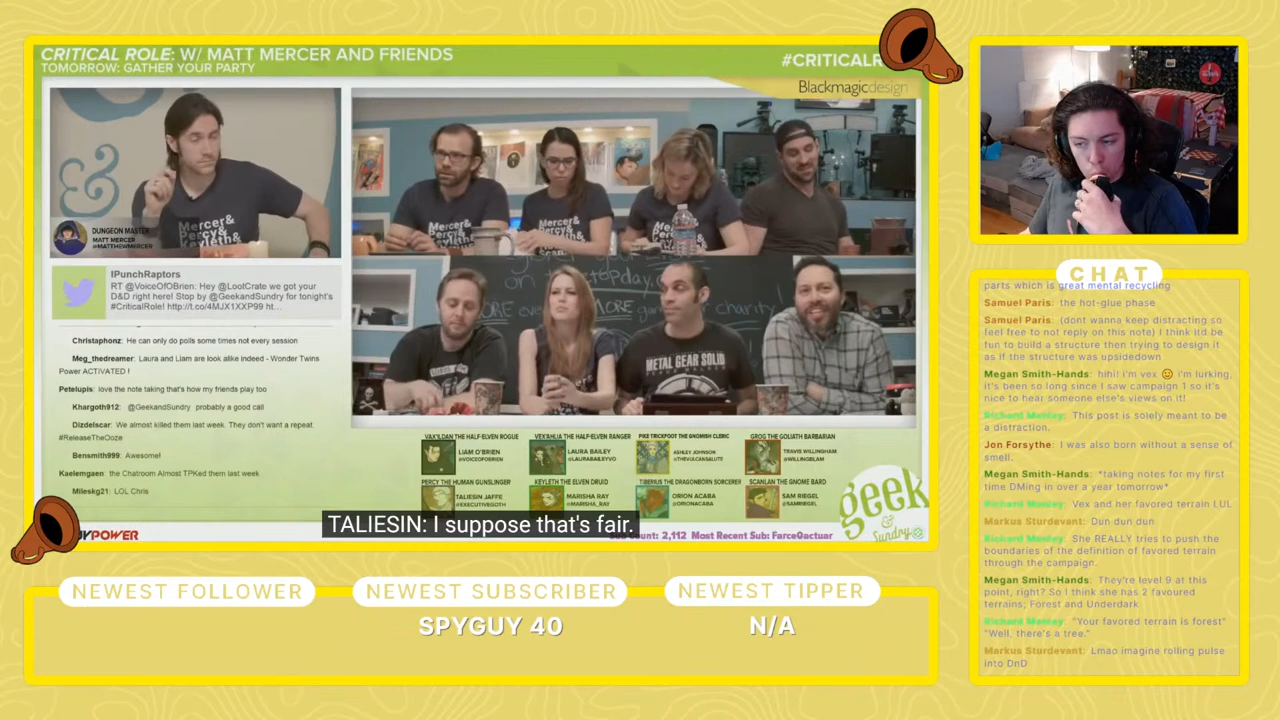 CRITICAL ROLE: W/ MATT MERCER AND FRIENDS
TOMORROW: GATHER YOUR PARTY
#CRITICALR
Blackmagicdesign
DUNGEON MASTER
MATT MERCER
@MATTHEWMERCER
Mercer&
Percy&
Keyleth&
METAL GEAR SOLID
IPunchRaptors
RT @VoiceOfOBrien: Hey @LootCrate we got your
D&D right here! Stop by @GeekandSundry for tonight's
#CriticalRole! http://t.co/4MJ1XXP99 ht...
Christaphonz: He can only do polls some times not every session
Meg_thedreamer: Laura and Liam are look alike indeed - Wonder Twins
Power ACTIVATED !
Petelupis: love the note taking that's how my friends play too
Khargoth912: @GeekandSundry probably a good call
Dizdelscar: We almost killed them last week. They don't want a repeat.
#ReleaseTheOoze
Bensmith999: Awesome!
Kaelemgaen: the Chatroom Almost TPKed them last week
Mileskg21: LOL Chris
VAX'ILDAN THE HALF-ELVEN ROGUE
LIAM O'BRIEN
@VOICEOFOBRIEN
VEX'AHLIA THE HALF-ELVEN RANGER
LAURA BAILEY
@LAURABAILEYVO
PIKE TRICKFOOT THE GNOMISH CLERIC
ASHLEY JOHNSON
@THEVULCANSALUTE
GROG THE GOLIATH BARBARIAN
TRAVIS WILLINGHAM
@WILLINGBLAM
PERCY THE HUMAN GUNSLINGER
TALIESIN JAFFE
@EXECUTIVEGOTH
KEYLETH THE ELVEN DRUID
MARISHA RAY
@MARISHA_RAY
TIBERIUS THE DRAGONBORN SORCERER
ORION ACABA
@ORIONACABA
SCANLAN THE GNOME BARD
SAM RIEGEL
@SAMRIEGEL
geek
& Sundry
YPOWER
TALIESIN: I suppose that's fair.
Count: 2,112 Most Recent Sub: FarceQactuar
NEWEST FOLLOWER
NEWEST SUBSCRIBER
SPYGUY 40
NEWEST TIPPER
N/A
CHAT
parts which is great mental recycling
Samuel Paris: the hot-glue phase
Samuel Paris: (dont wanna keep distracting so
feel free to not reply on this note) I think itd be
fun to build a structure then trying to design it
as if the structure was upsidedown
Megan Smith-Hands: hihi! i'm vex 🙂 i'm lurking,
it's been so long since I saw campaign 1 so it's
nice to hear someone else's views on it!
Richard Manley: This post is solely meant to be
a distraction.
Jon Forsythe: I was also born without a sense of
smell.
Megan Smith-Hands: *taking notes for my first
time DMing in over a year tomorrow*
Richard Manley: Vex and her favored terrain LUL
Markus Sturdevant: Dun dun dun
Richard Manley: She REALLY tries to push the
boundaries of the definition of favored terrain
through the campaign.
Megan Smith-Hands: They're level 9 at this
point, right? So I think she has 2 favoured
terrains; Forest and Underdark
Richard Manley: "Your favored terrain is forest"
"Well, there's a tree."
Markus Sturdevant: Lmao imagine rolling pulse
into DnD